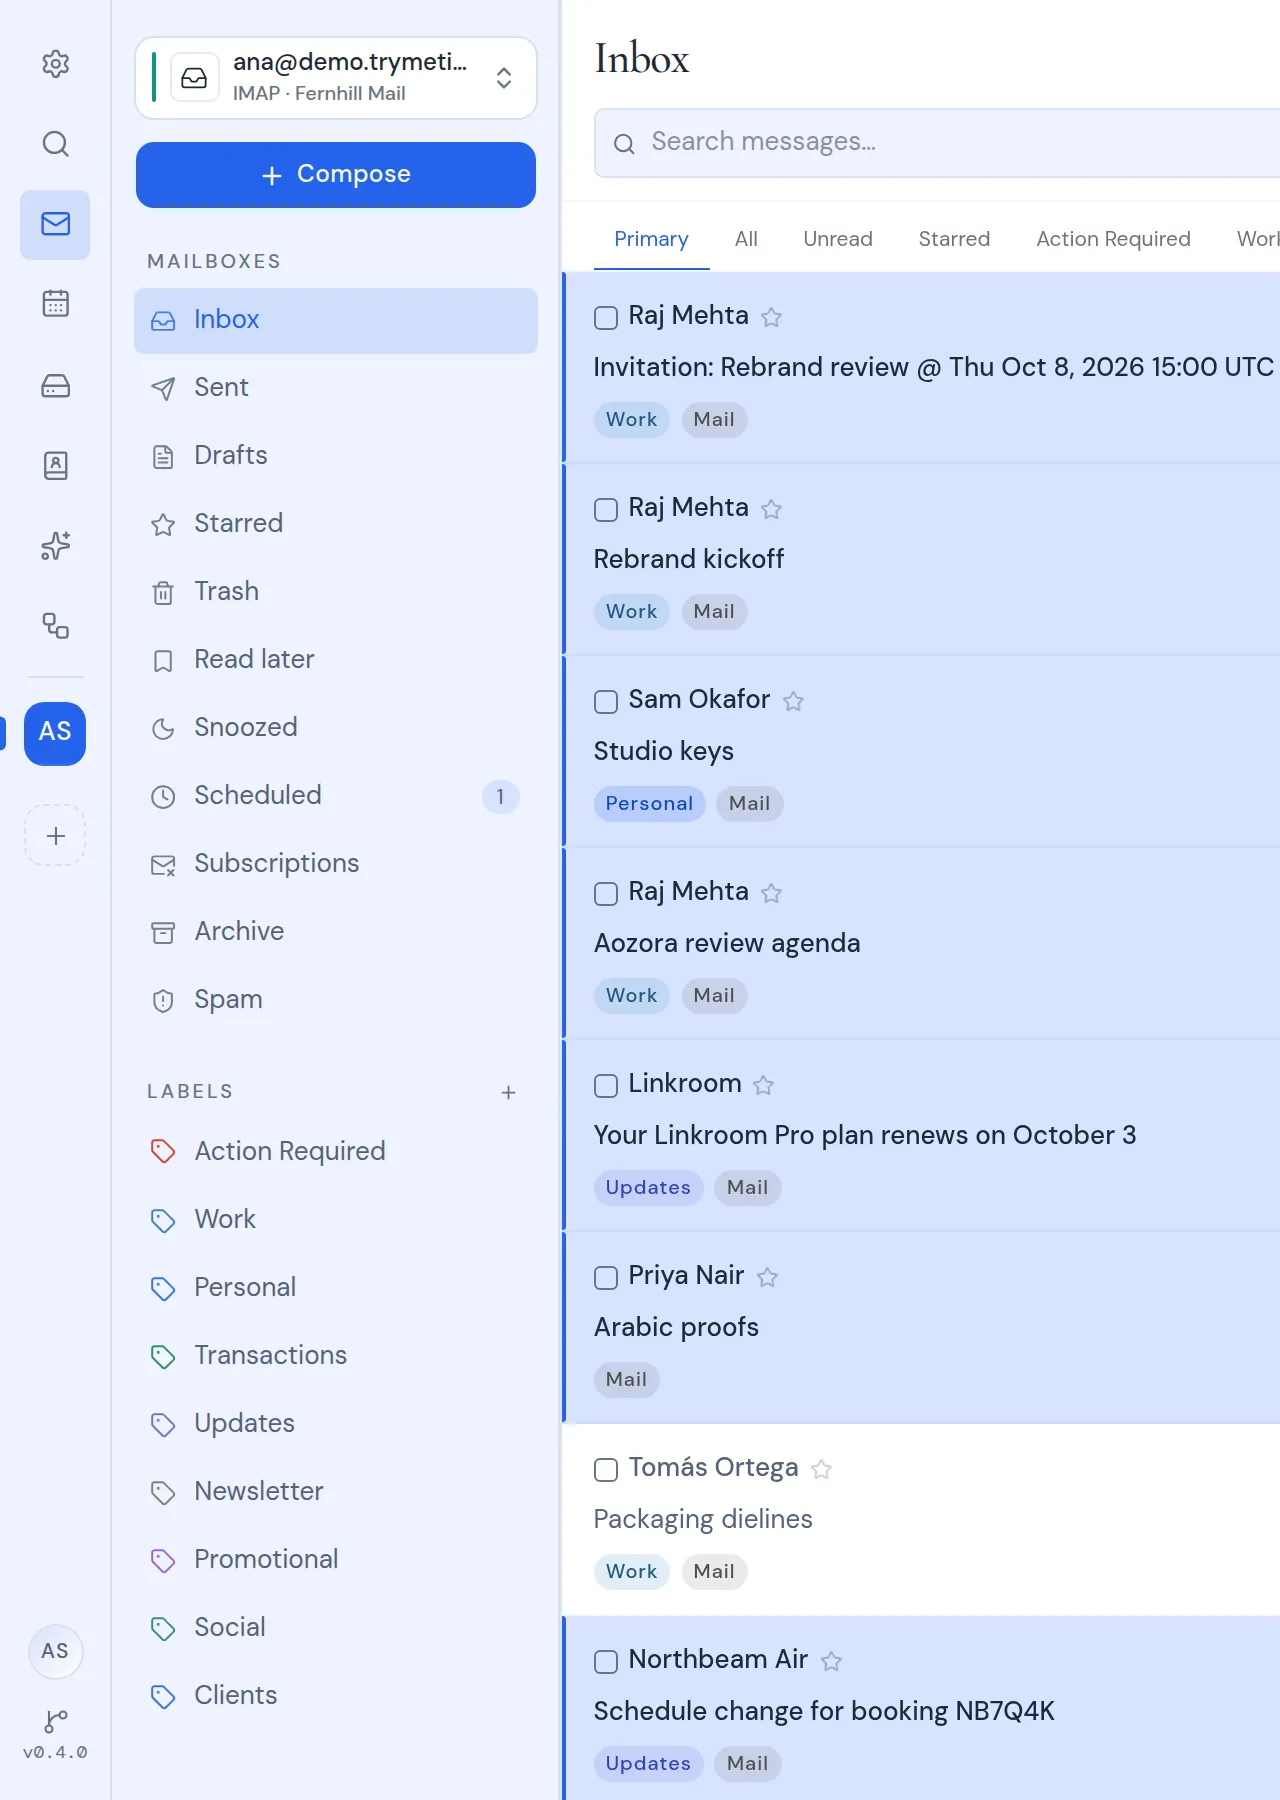 ana@demo.trymeti...
IMAP · Fernhill Mail
Compose
MAILBOXES
Inbox
Sent
Drafts
Starred
Trash
Read later
Snoozed
Scheduled 1
Subscriptions
Archive
Spam
LABELS
Action Required
Work
Personal
Transactions
Updates
Newsletter
Promotional
Social
Clients
AS
AS
v0.4.0
Inbox
Search messages...
Primary All Unread Starred Action Required
Raj Mehta
Invitation: Rebrand review @ Thu Oct 8, 2026 15:00 UTC
Work Mail
Raj Mehta
Rebrand kickoff
Work Mail
Sam Okafor
Studio keys
Personal Mail
Raj Mehta
Aozora review agenda
Work Mail
Linkroom
Your Linkroom Pro plan renews on October 3
Updates Mail
Priya Nair
Arabic proofs
Mail
Tomás Ortega
Packaging dielines
Work Mail
Northbeam Air
Schedule change for booking NB7Q4K
Updates Mail